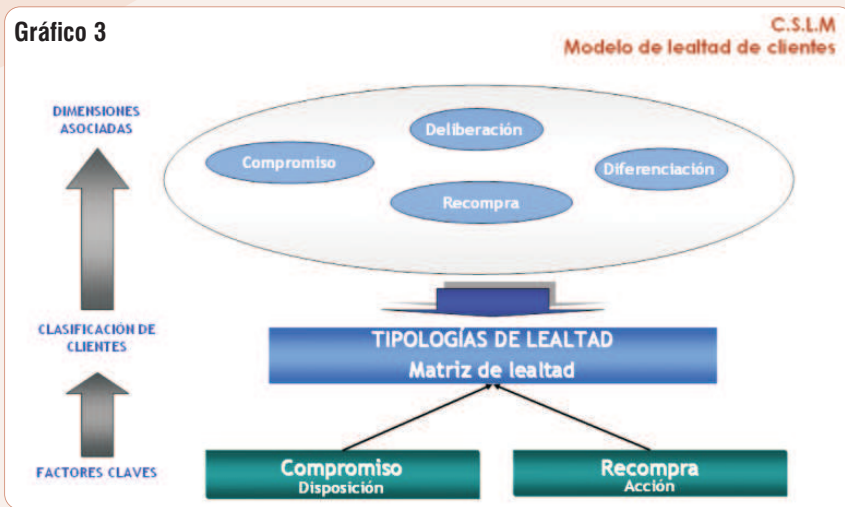 Gráfico 3
C.S.L.M
Modelo de lealtad de clientes
DIMENSIONES
ASOCIADAS
Deliberación
Compromiso
Diferenciación
Recompra
CLASIFICACIÓN DE
CLIENTES
TIPOLOGÍAS DE LEALTAD
Matriz de lealtad
FACTORES CLAVES
Compromiso
Disposición
Recompra
Acción